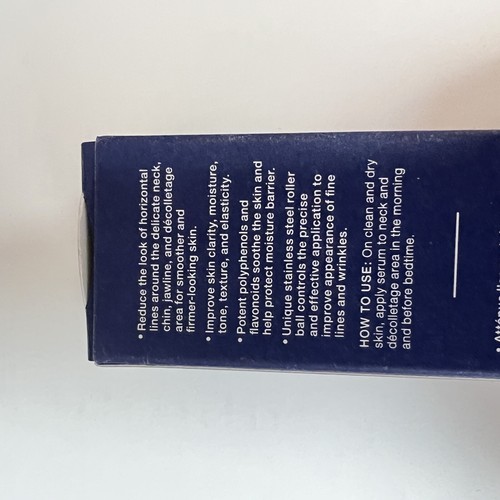 • Reduce the look of horizontal
lines around the delicate neck,
chin, jawline, and décolletage
area for smoother and
firmer-looking skin.
• Improve skin clarity, moisture,
tone, texture, and elasticity.
• Potent polyphenols and
flavonoids soothe the skin and
help protect moisture barrier.
• Unique stainless steel roller
ball controls the precise
and effective application to
improve appearance of fine
lines and wrinkles.
HOW TO USE: On clean and dry
skin, apply serum to neck and
décolletage area in the morning
and before bedtime.